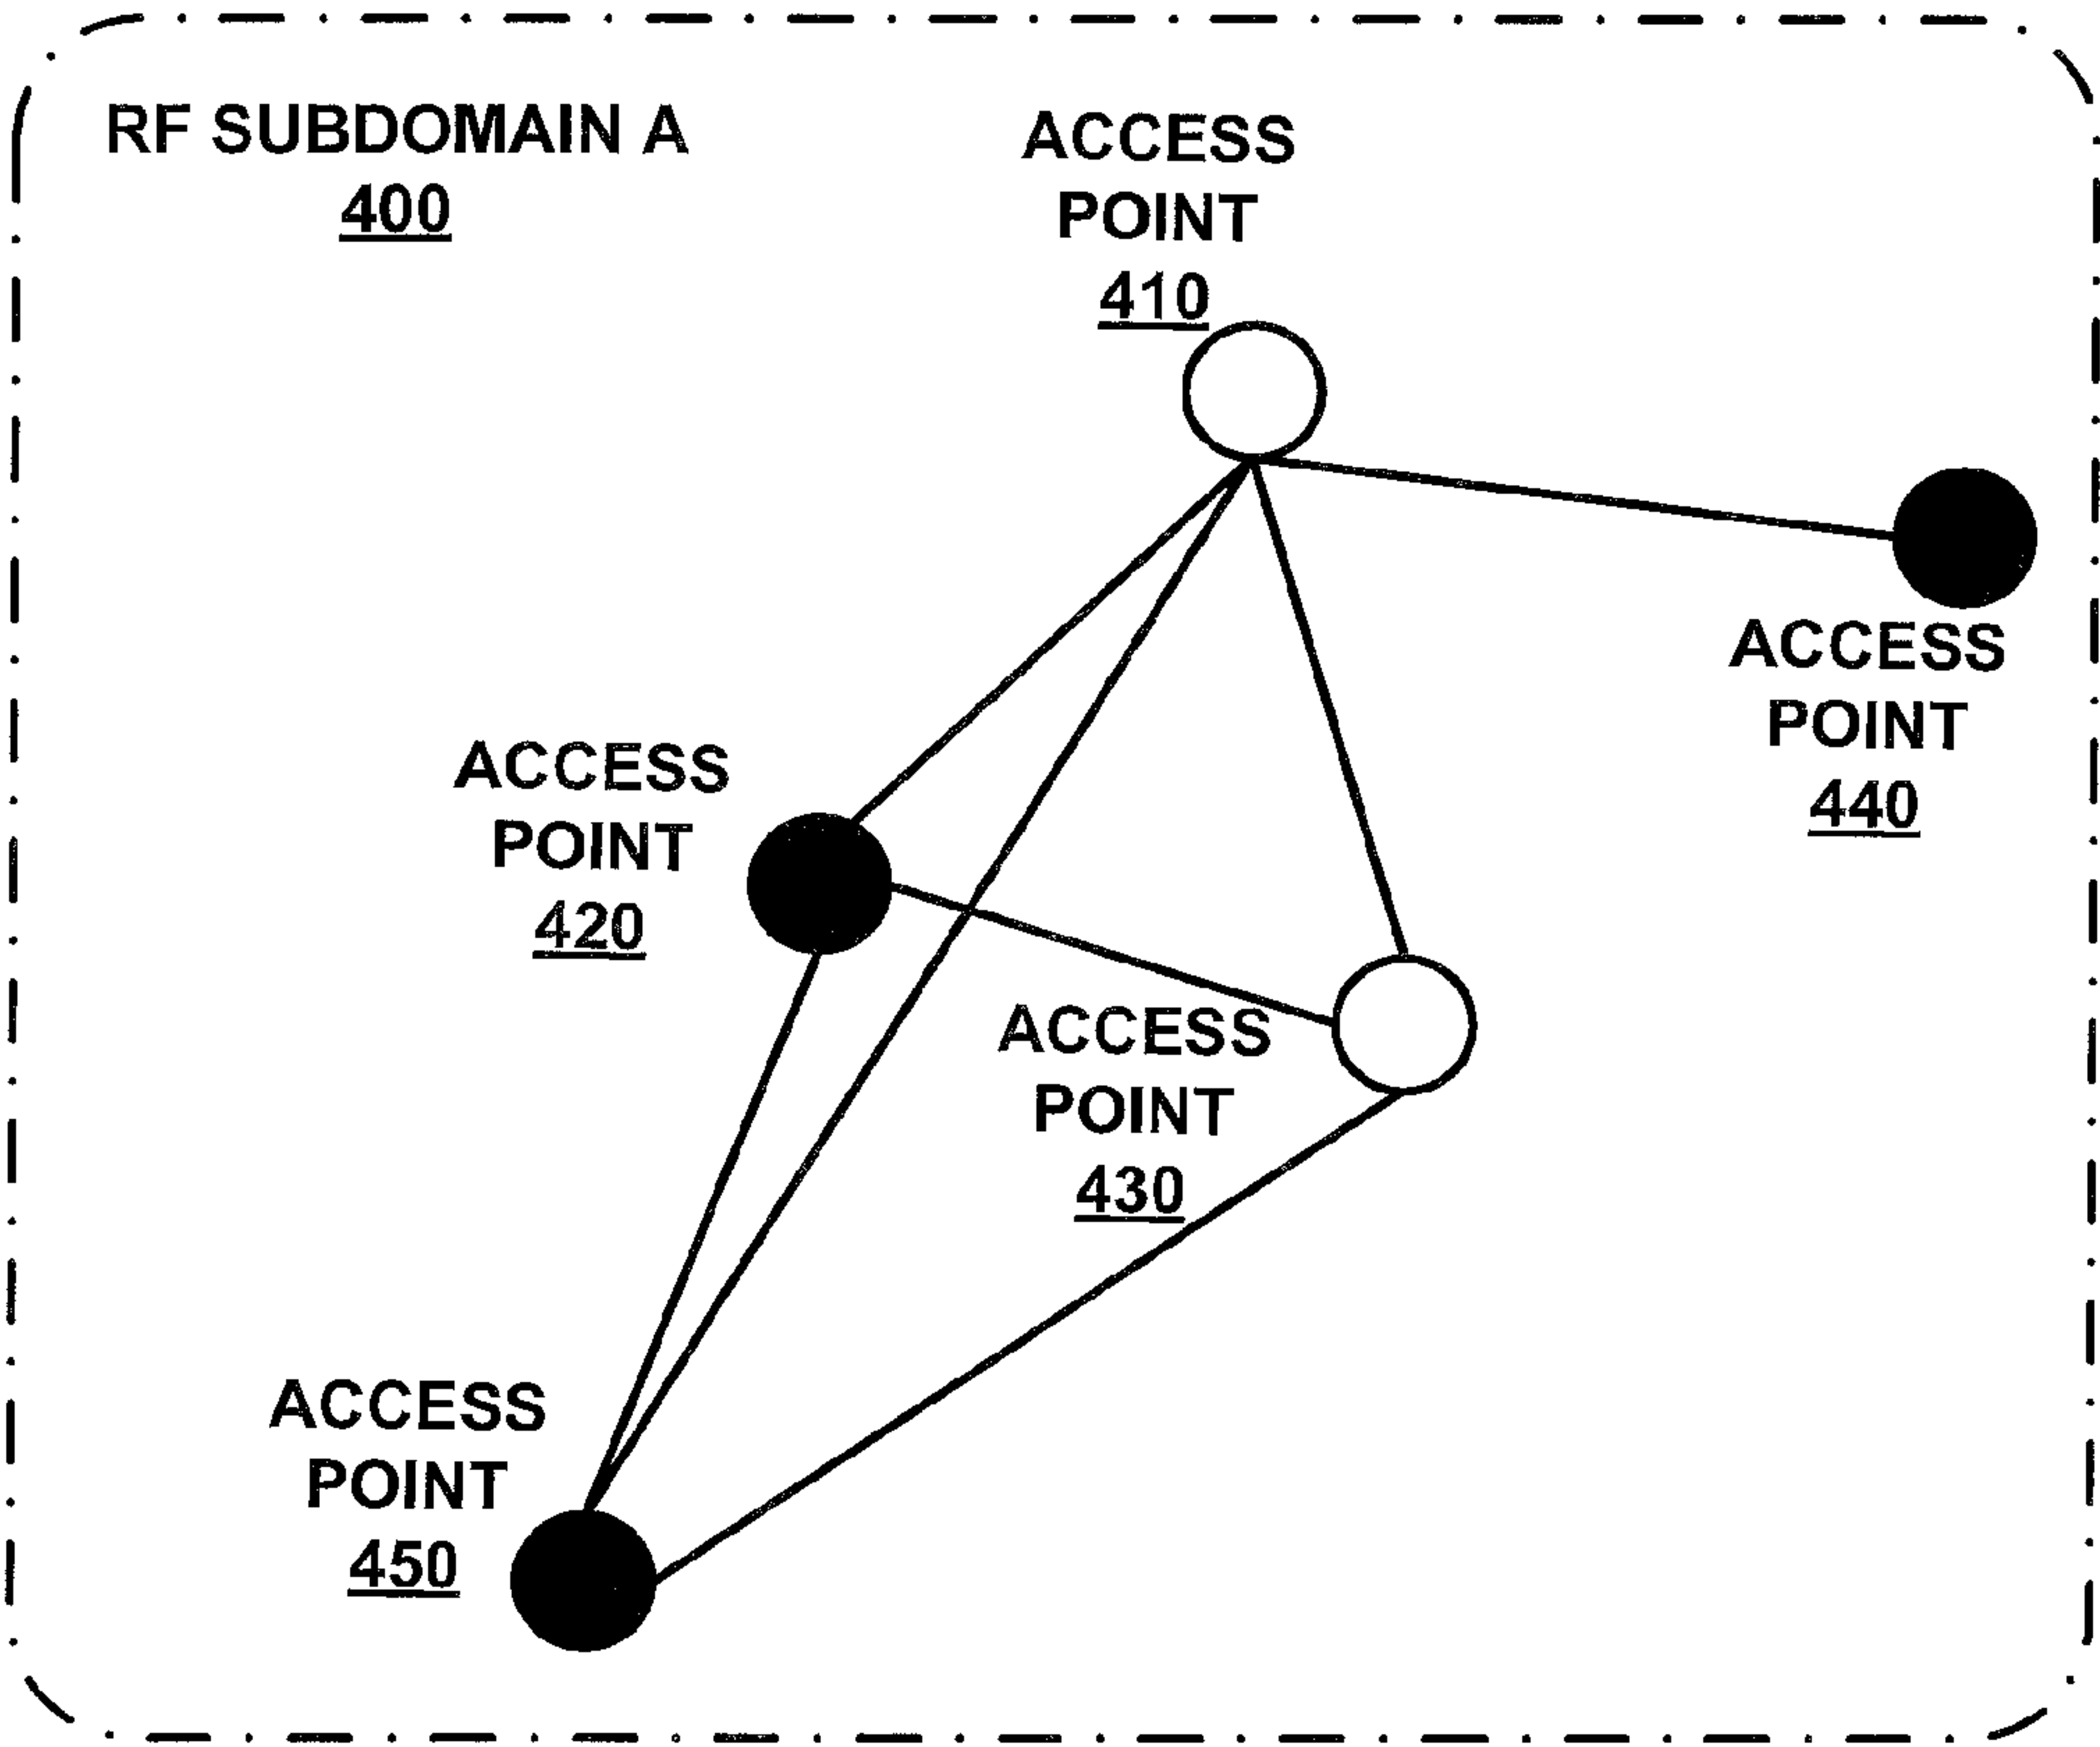 RF SUBDOMAIN A
400
ACCESS
POINT
410
ACCESS
POINT
440
ACCESS
POINT
420
ACCESS
POINT
430
ACCESS
POINT
450